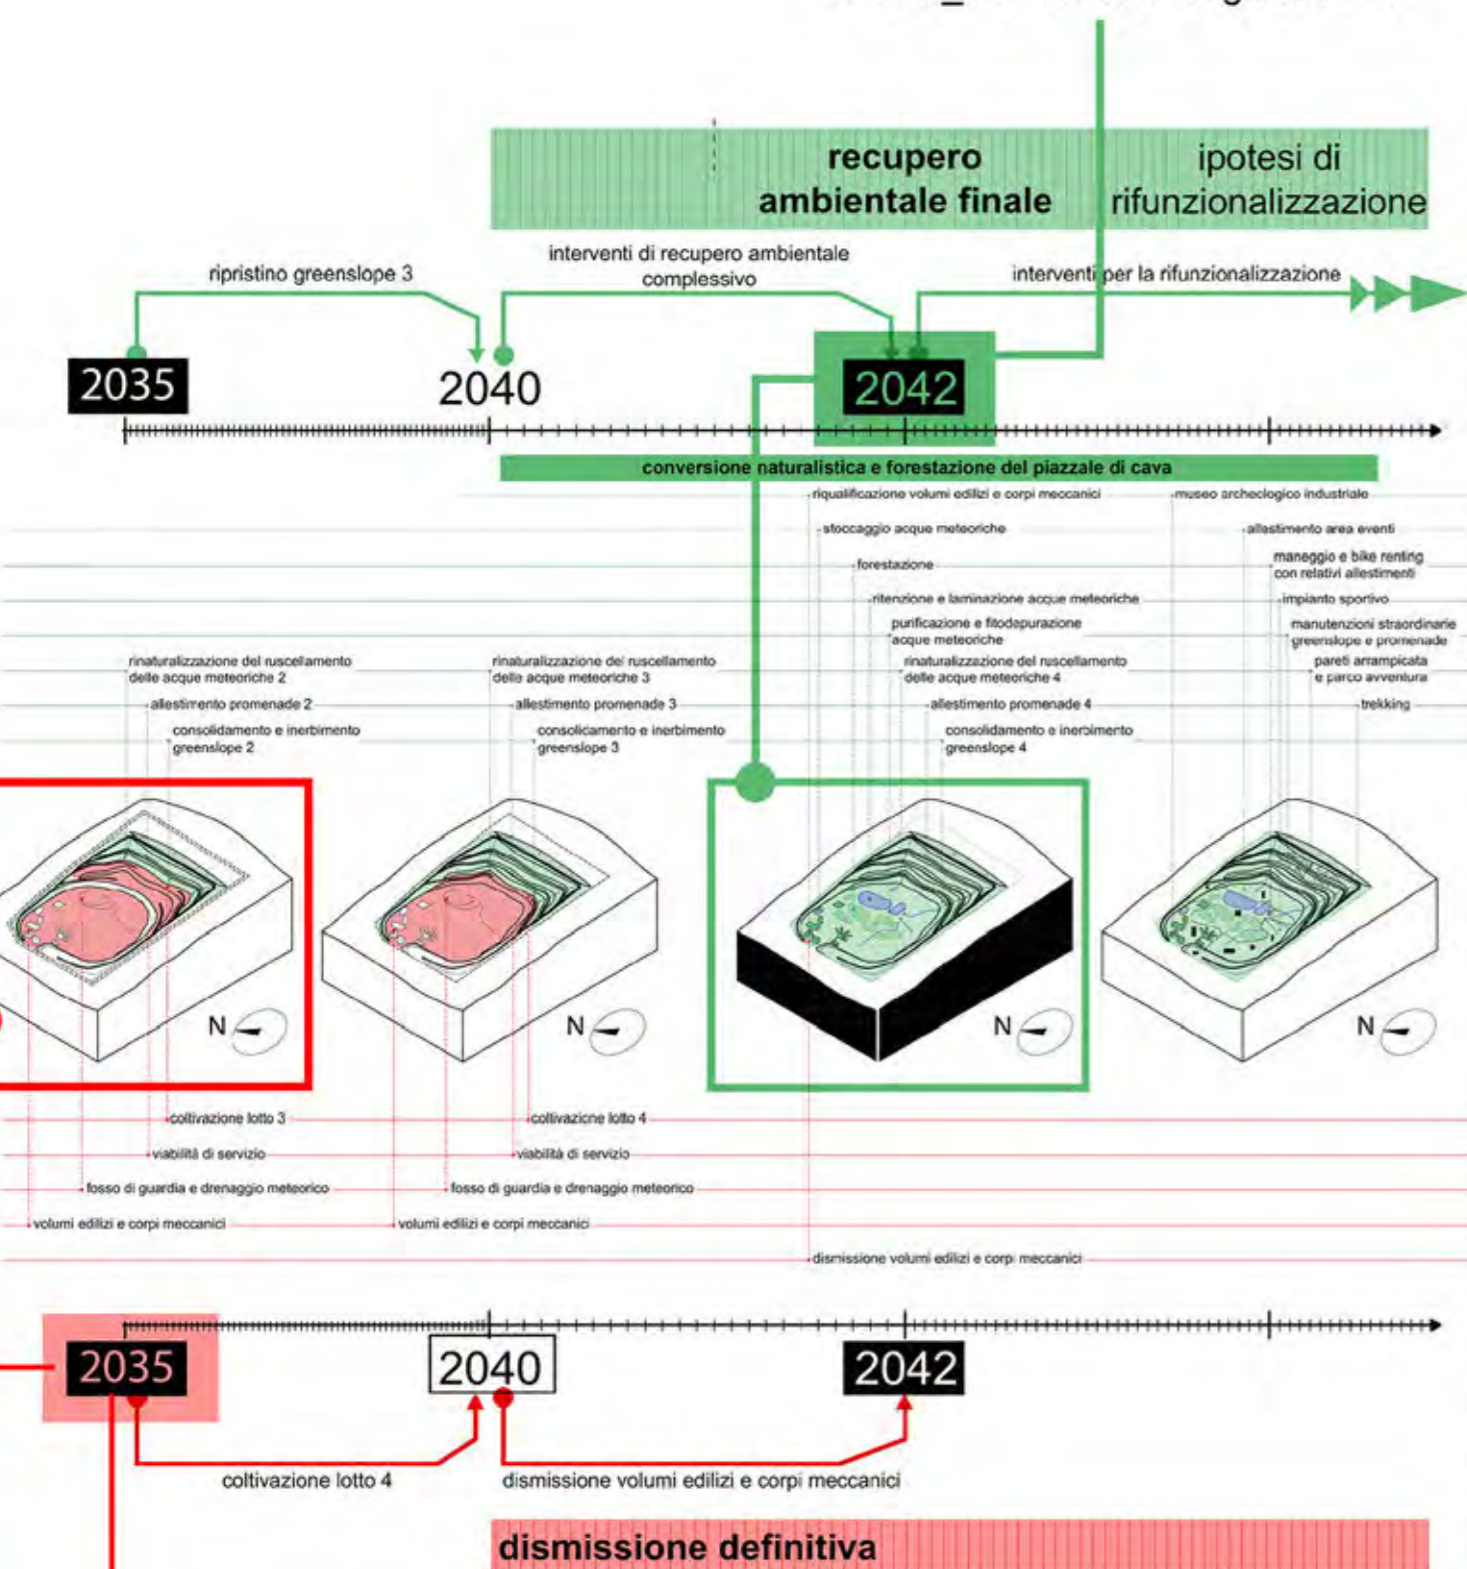 recupero
ambientale finale
ipotesi di
rifunzionalizzazione
ripristino greenslope 3
interventi di recupero ambientale
complessivo
interventi per la rifunzionalizzazione
2035
2040
2042
conversione naturalistica e forestazione del piazzale di cava
riqualificazione volumi edilizi e corpi meccanici
museo archeologico industriale
stoccaggio acque meteoriche
allestimento area eventi
forestazione
maneggio e bike renting
con relativi allestimenti
ritenzione e laminazione acque meteoriche
impianto sportivo
purificazione e fitodepurazione
acque meteoriche
manutenzioni straordinarie
greenslope e promenade
rinaturalizzazione del ruscellamento
delle acque meteoriche 2
rinaturalizzazione del ruscellamento
delle acque meteoriche 3
rinaturalizzazione del ruscellamento
delle acque meteoriche 4
pareti arrampicata
e parco avventura
allestimento promenade 2
allestimento promenade 3
allestimento promenade 4
trekking
consolidamento e inerbimento
greenslope 2
consolidamento e inerbimento
greenslope 3
consolidamento e inerbimento
greenslope 4
N
N
N
N
coltivazione lotto 3
coltivazione lotto 4
viabilità di servizio
viabilità di servizio
fosso di guardia e drenaggio meteorico
fosso di guardia e drenaggio meteorico
volumi edilizi e corpi meccanici
volumi edilizi e corpi meccanici
dismissione volumi edilizi e corpi meccanici
2035
2040
2042
coltivazione lotto 4
dismissione volumi edilizi e corpi meccanici
dismissione definitiva